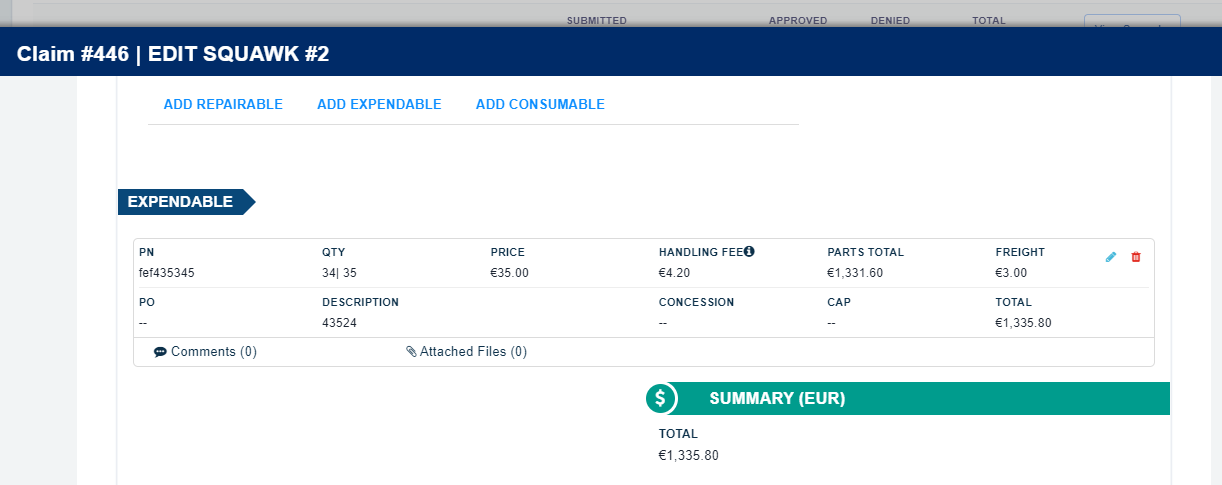 SUBMITTED APPROVED DENIED TOTAL
Claim #446 | EDIT SQUAWK #2
ADD REPAIRABLE ADD EXPENDABLE ADD CONSUMABLE
EXPENDABLE
PN QTY PRICE HANDLING FEE PARTS TOTAL FREIGHT
fef435345 34| 35 €35.00 €4.20 €1,331.60 €3.00
PO DESCRIPTION CONCESSION CAP TOTAL
-- 43524 -- -- €1,335.80
Comments (0) Attached Files (0)
$ SUMMARY (EUR)
TOTAL
€1,335.80